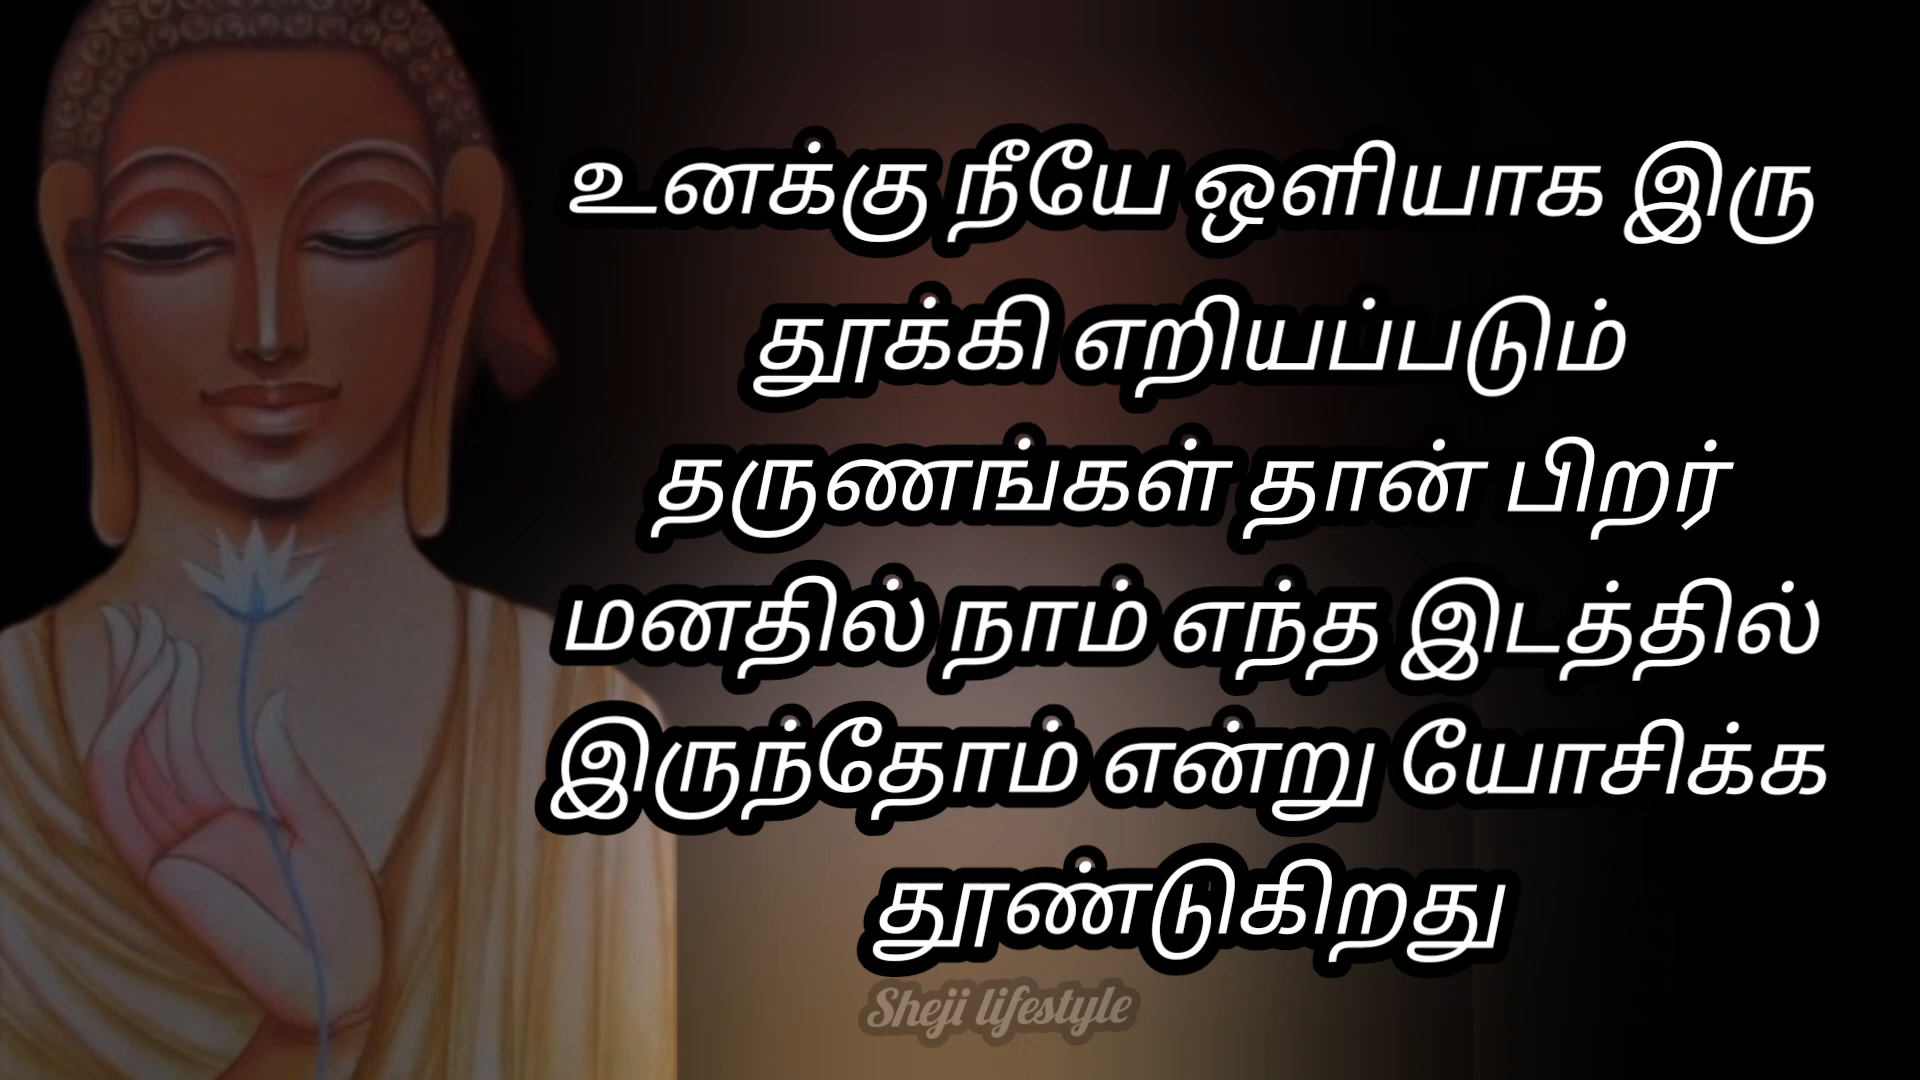 உனக்கு நீயே ஒளியாக இரு
தூக்கி எறியப்படும்
தருணங்கள் தான் பிறர்
மனதில் நாம் எந்த இடத்தில்
இருந்தோம் என்று யோசிக்க
தூண்டுகிறது
Sheji lifestyle